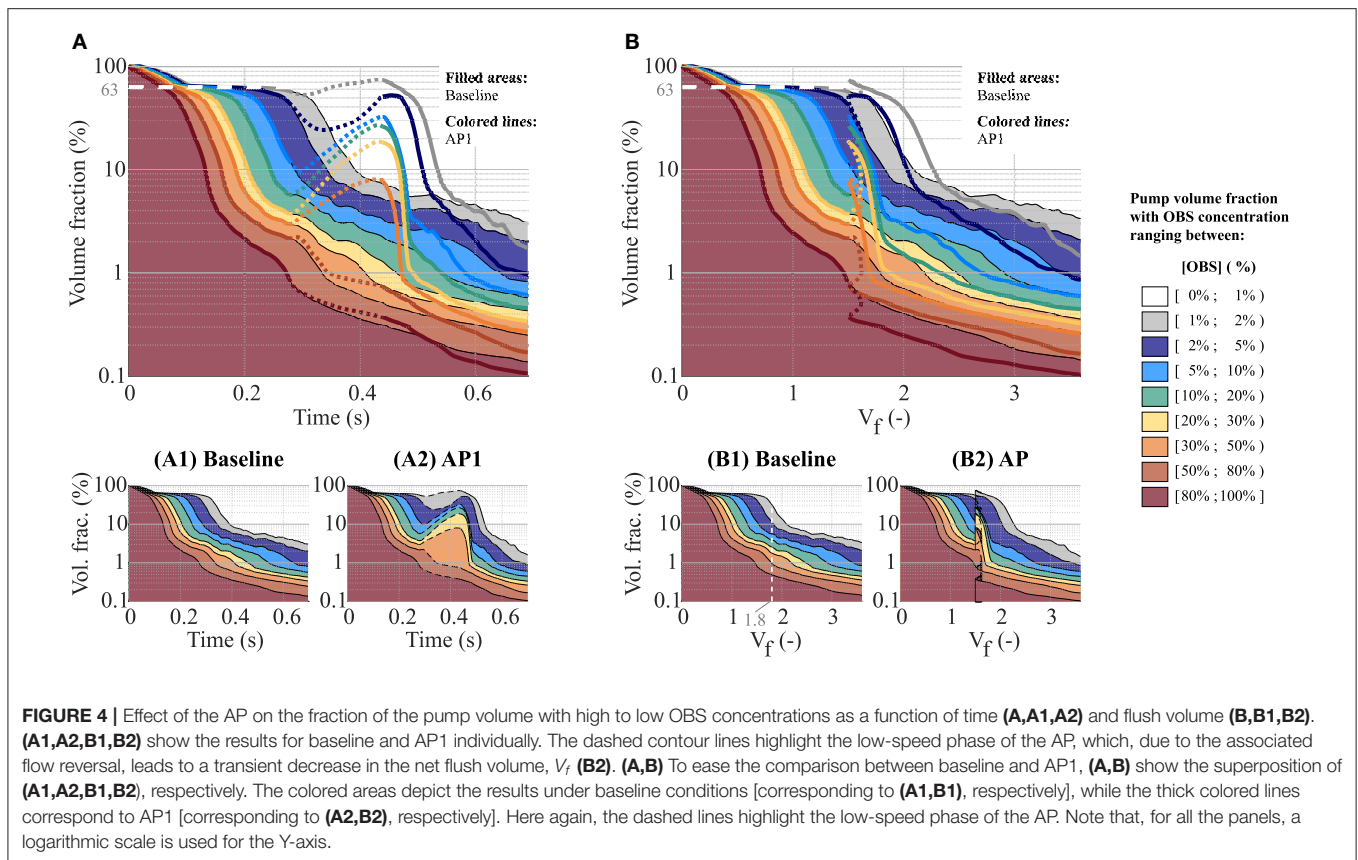 A
B
100
63
10
1
0.1
Volume fraction (%)
0
0.2
0.4
0.6
Time (s)
Filled areas:
Baseline
Colored lines:
AP1
100
63
10
1
0.1
Volume fraction (%)
0
1
2
3
V_f (-)
Filled areas:
Baseline
Colored lines:
AP1
Pump volume fraction
with OBS concentration
ranging between:
[OBS] ( %)
[ 0% ; 1% )
[ 1% ; 2% )
[ 2% ; 5% )
[ 5% ; 10% )
[10% ; 20% )
[20% ; 30% )
[30% ; 50% )
[50% ; 80% )
[80% ;100% ]
(A1) Baseline
Vol. frac. (%)
100
10
1
0.1
0
0.2
0.4
0.6
Time (s)
(A2) AP1
100
10
1
0.1
0
0.2
0.4
0.6
Time (s)
(B1) Baseline
Vol. frac. (%)
100
10
1
0.1
0
1
1.8
2
3
V_f (-)
(B2) AP
100
10
1
0.1
0
1
2
3
V_f (-)
FIGURE 4 | Effect of the AP on the fraction of the pump volume with high to low OBS concentrations as a function of time (A,A1,A2) and flush volume (B,B1,B2).
(A1,A2,B1,B2) show the results for baseline and AP1 individually. The dashed contour lines highlight the low-speed phase of the AP, which, due to the associated
flow reversal, leads to a transient decrease in the net flush volume, V_f (B2). (A,B) To ease the comparison between baseline and AP1, (A,B) show the superposition of
(A1,A2,B1,B2), respectively. The colored areas depict the results under baseline conditions [corresponding to (A1,B1), respectively], while the thick colored lines
correspond to AP1 [corresponding to (A2,B2), respectively]. Here again, the dashed lines highlight the low-speed phase of the AP. Note that, for all the panels, a
logarithmic scale is used for the Y-axis.